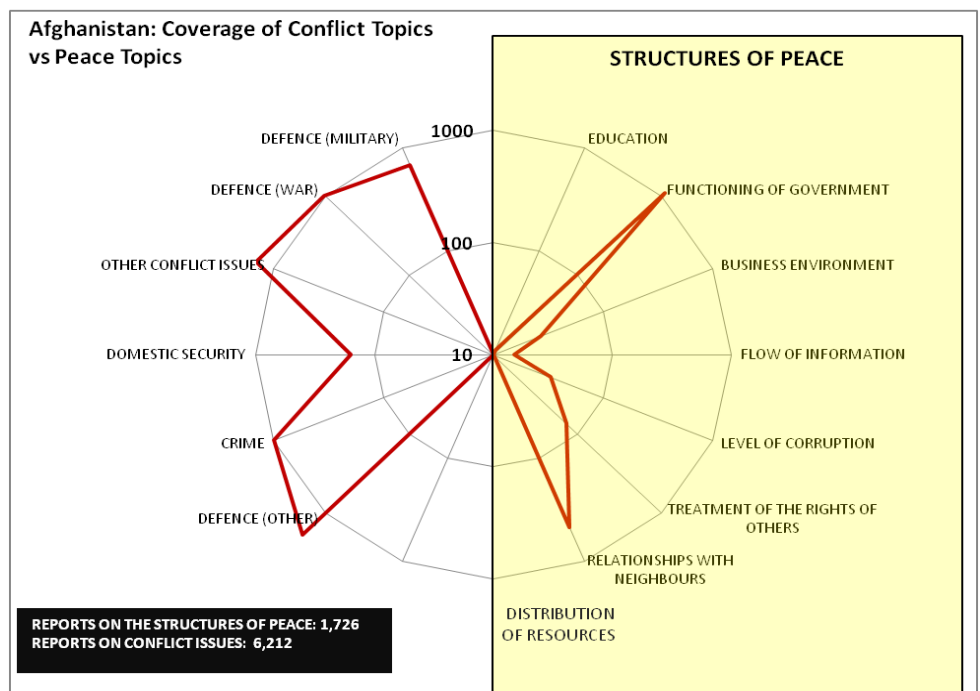 Afghanistan: Coverage of Conflict Topics
vs Peace Topics
STRUCTURES OF PEACE
DEFENCE (MILITARY)
1000
EDUCATION
DEFENCE (WAR)
FUNCTIONING OF GOVERNMENT
100
OTHER CONFLICT ISSUES
BUSINESS ENVIRONMENT
DOMESTIC SECURITY
10
FLOW OF INFORMATION
CRIME
LEVEL OF CORRUPTION
DEFENCE (OTHER)
TREATMENT OF THE RIGHTS OF
OTHERS
RELATIONSHIPS WITH
NEIGHBOURS
DISTRIBUTION
OF RESOURCES
REPORTS ON THE STRUCTURES OF PEACE: 1,726
REPORTS ON CONFLICT ISSUES: 6,212